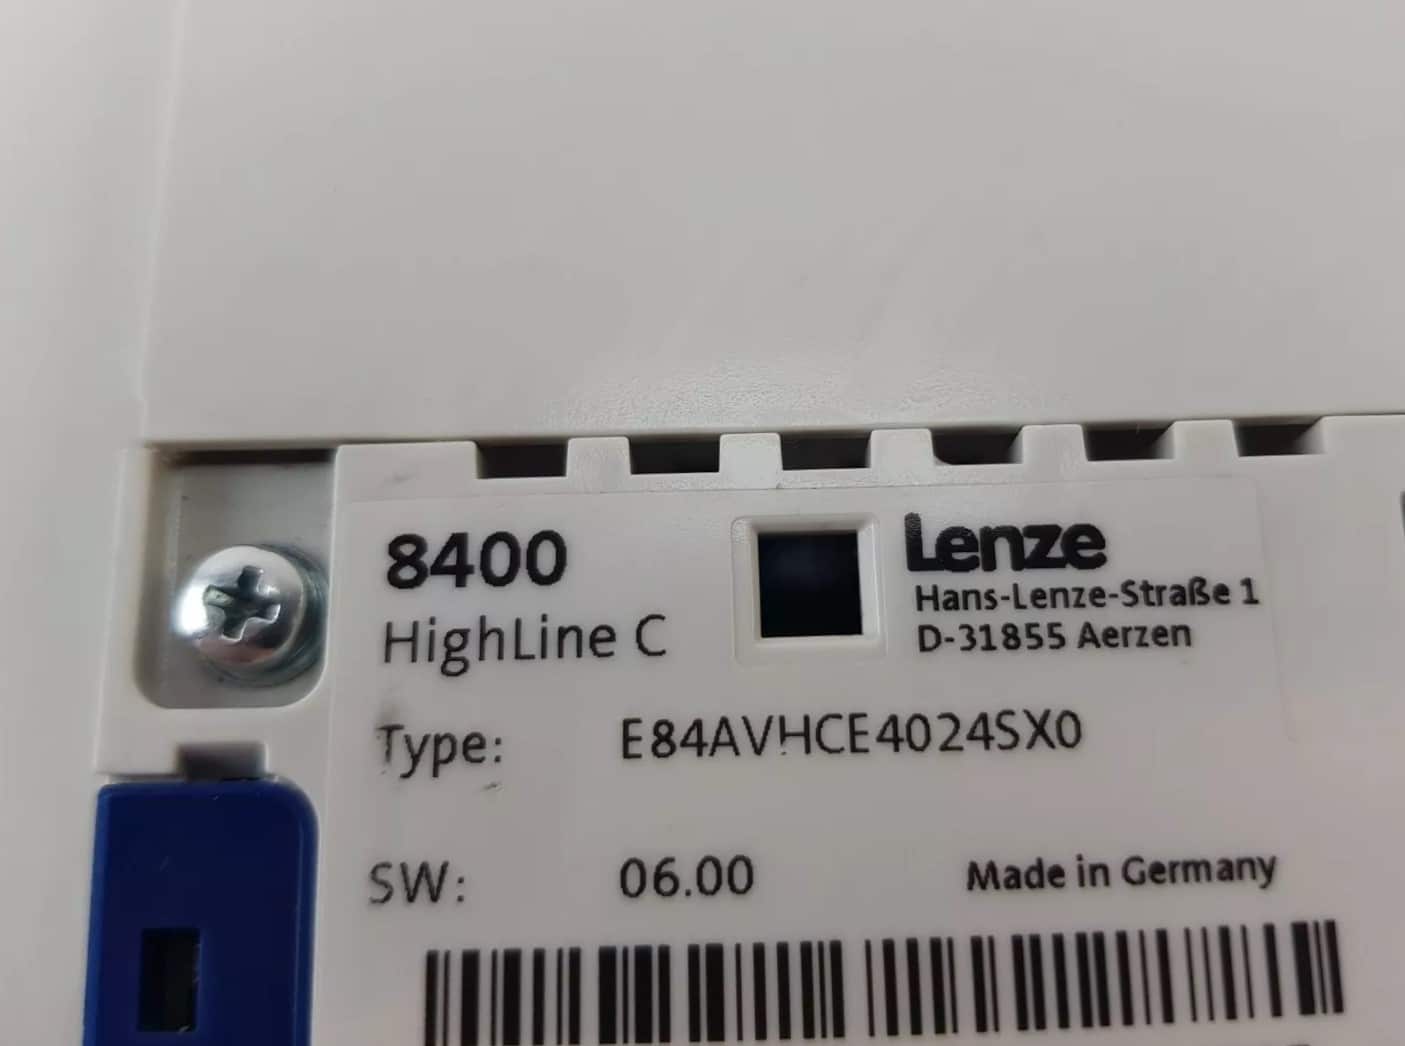 8400
HighLine C
Lenze
Hans-Lenze-Straße 1
D-31855 Aerzen
Type: E84AVHCE4024SX0
SW: 06.00 Made in Germany